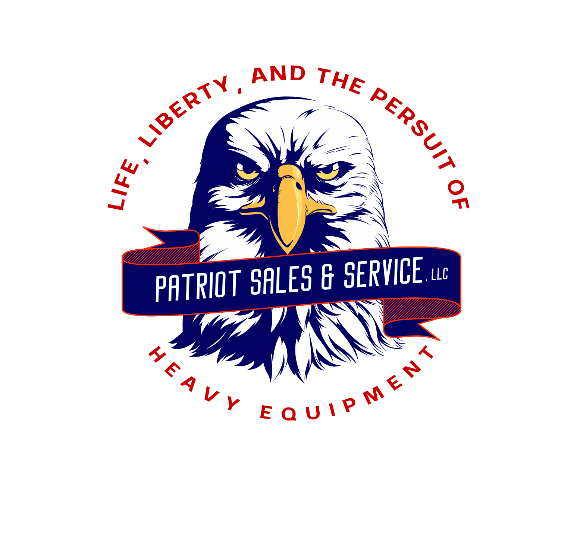 LIFE, LIBERTY, AND THE PERSUIT OF
PATRIOT SALES & SERVICE, LLC
HEAVY EQUIPMENT